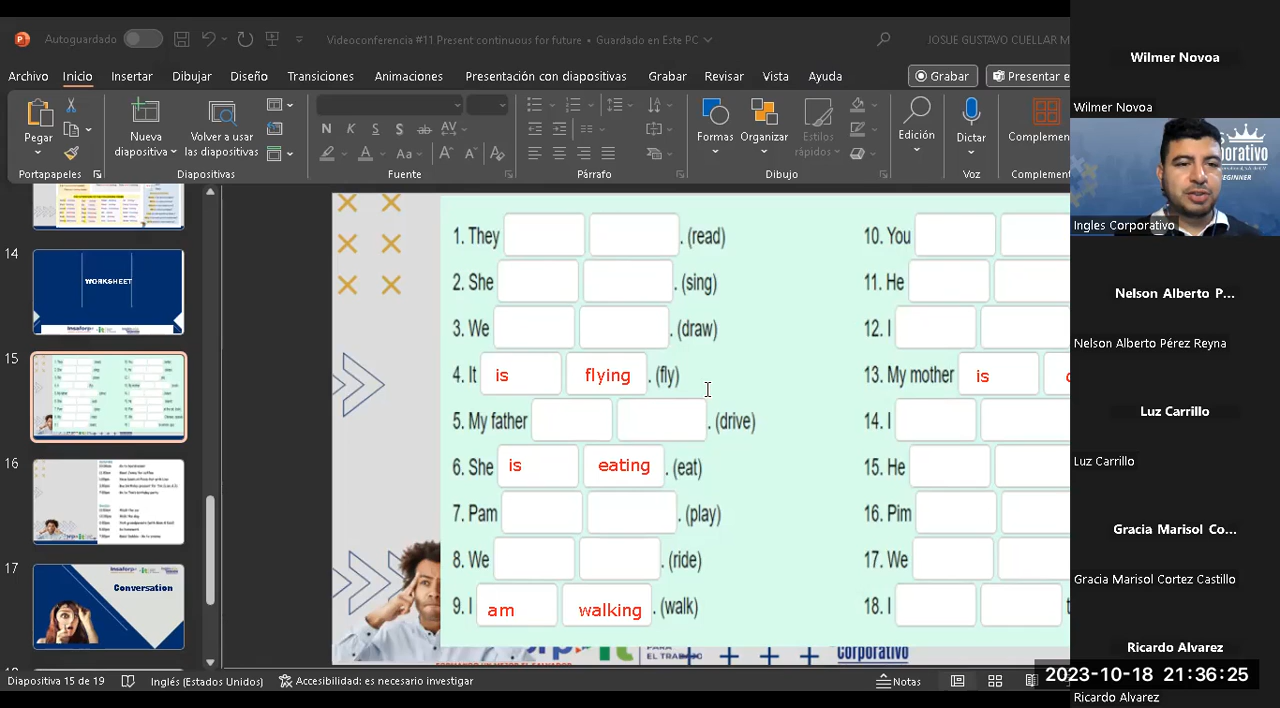 Autoguardado
Videoconferencia #11 Present continuous for future • Guardado en Este PC
JOSUE GUSTAVO CUELLAR M
Archivo Inicio Insertar Dibujar Diseño Transiciones Animaciones Presentación con diapositivas Grabar Revisar Vista Ayuda
Grabar
Presentar e
Pegar
Nueva diapositiva
Volver a usar las diapositivas
Formas
Organizar
Estilos rápidos
Edición
Dictar
Complemen
Portapapeles
Diapositivas
Fuente
Párrafo
Dibujo
Voz
Complement
14
WORKSHEET
15
16
17
Conversation
1. They . (read)
2. She . (sing)
3. We . (draw)
4. It is flying . (fly)
5. My father . (drive)
6. She is eating . (eat)
7. Pam . (play)
8. We . (ride)
9. I am walking . (walk)
10. You
11. He
12. I
13. My mother is
14. I
15. He
16. Pim
17. We
18. I
PARA
EL TRABAJO
corporativo
Diapositiva 15 de 19
Inglés (Estados Unidos)
Accesibilidad: es necesario investigar
Notas
Wilmer Novoa
Wilmer Novoa
BEGINNER
Ingles Corporativo
Nelson Alberto P...
Nelson Alberto Pérez Reyna
Luz Carrillo
Luz Carrillo
Gracia Marisol Co...
Gracia Marisol Cortez Castillo
Ricardo Alvarez
2023-10-18 21:36:25
Ricardo Alvarez